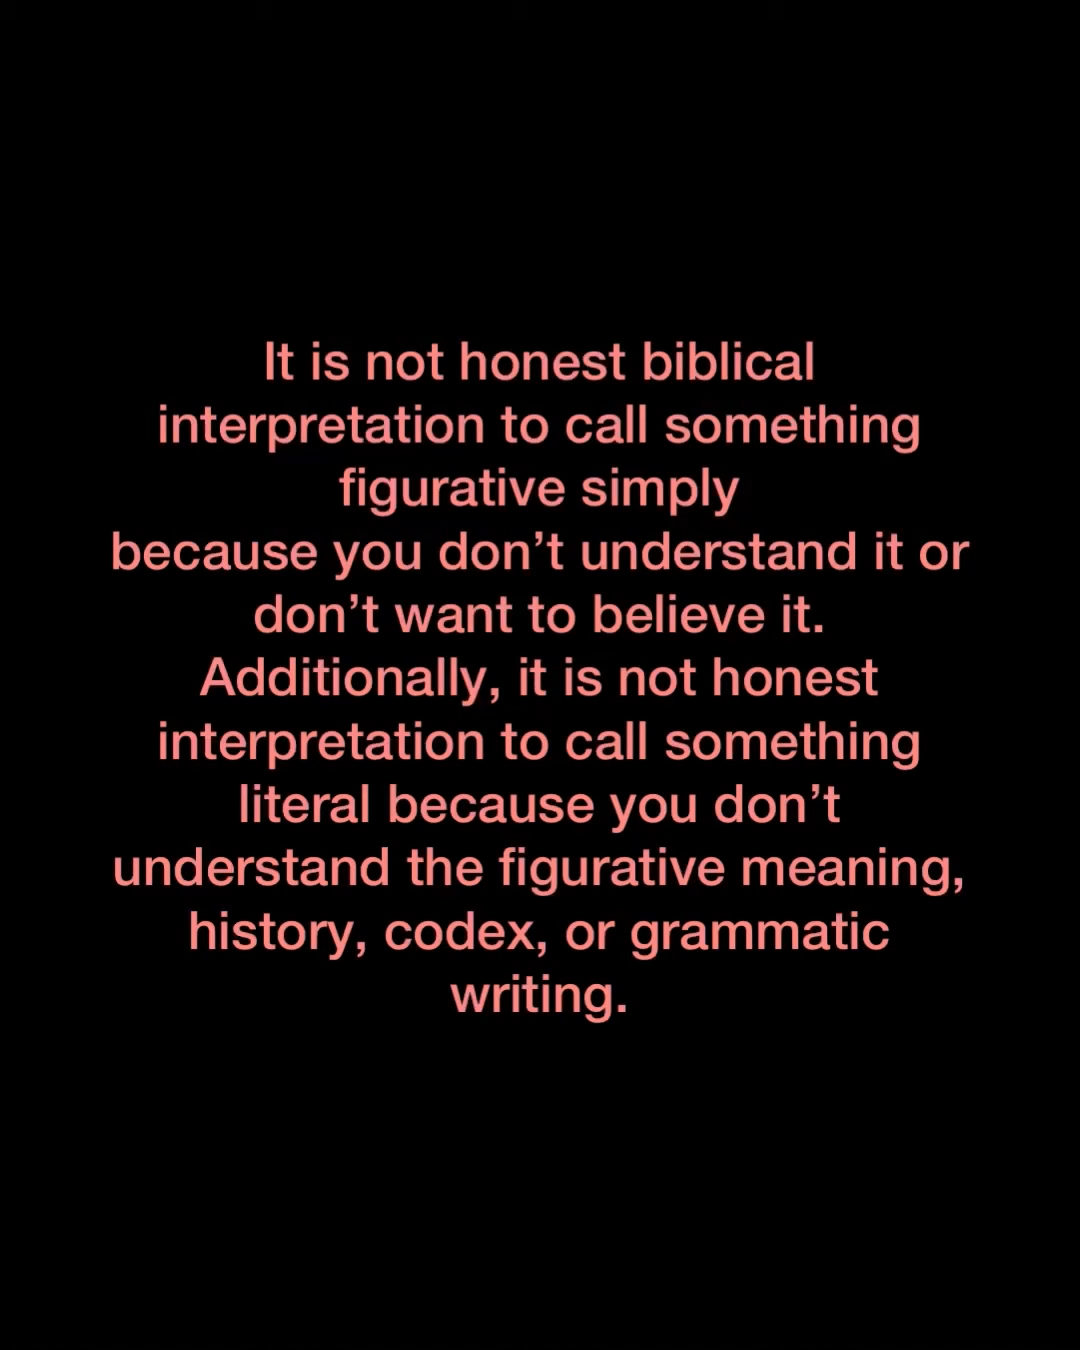 It is not honest biblical
interpretation to call something
figurative simply
because you don’t understand it or
don’t want to believe it.
Additionally, it is not honest
interpretation to call something
literal because you don’t
understand the figurative meaning,
history, codex, or grammatic
writing.